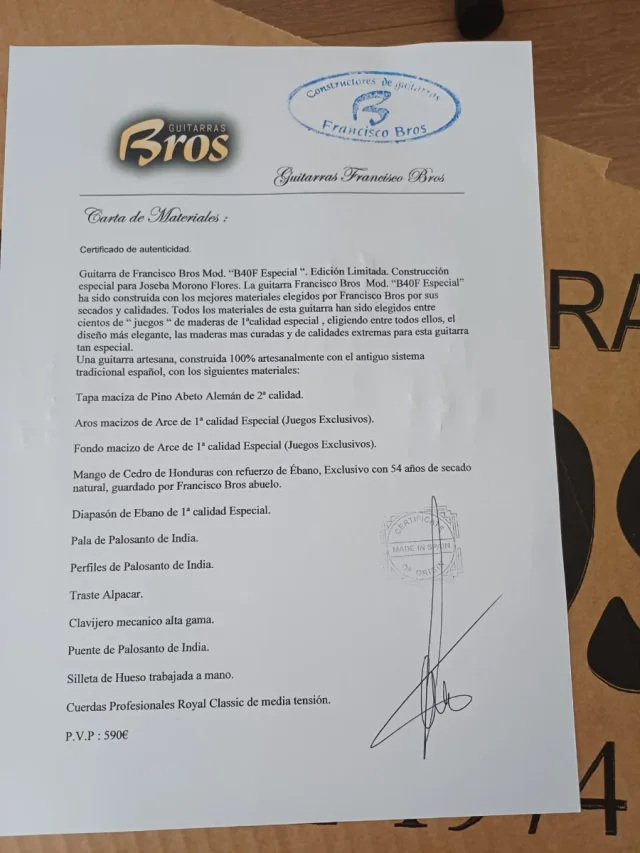 GUITARRAS
Bros
Constructores de guitarras
B
Francisco Bros
Guitarras Francisco Bros
Carta de Materiales :
Certificado de autenticidad.
Guitarra de Francisco Bros Mod. “B40F Especial “. Edición Limitada. Construcción
especial para Joseba Morono Flores. La guitarra Francisco Bros Mod. “B40F Especial”
ha sido construida con los mejores materiales elegidos por Francisco Bros por sus
secados y calidades. Todos los materiales de esta guitarra han sido elegidos entre
cientos de “ juegos “ de maderas de 1ªcalidad especial , eligiendo entre todos ellos, el
diseño más elegante, las maderas mas curadas y de calidades extremas para esta guitarra
tan especial.
Una guitarra artesana, construida 100% artesanalmente con el antiguo sistema
tradicional español, con los siguientes materiales:
Tapa maciza de Pino Abeto Alemán de 2ª calidad.
Aros macizos de Arce de 1ª calidad Especial (Juegos Exclusivos).
Fondo macizo de Arce de 1ª calidad Especial (Juegos Exclusivos).
Mango de Cedro de Honduras con refuerzo de Ébano, Exclusivo con 54 años de secado
natural, guardado por Francisco Bros abuelo.
Diapasón de Ebano de 1ª calidad Especial.
Pala de Palosanto de India.
Perfiles de Palosanto de India.
Traste Alpacar.
Clavijero mecanico alta gama.
Puente de Palosanto de India.
Silleta de Hueso trabajada a mano.
Cuerdas Profesionales Royal Classic de media tensión.
P.V.P : 590€
CERTIFICATE
MADE IN SPAIN
OF ORIGIN
RA
OS
1974